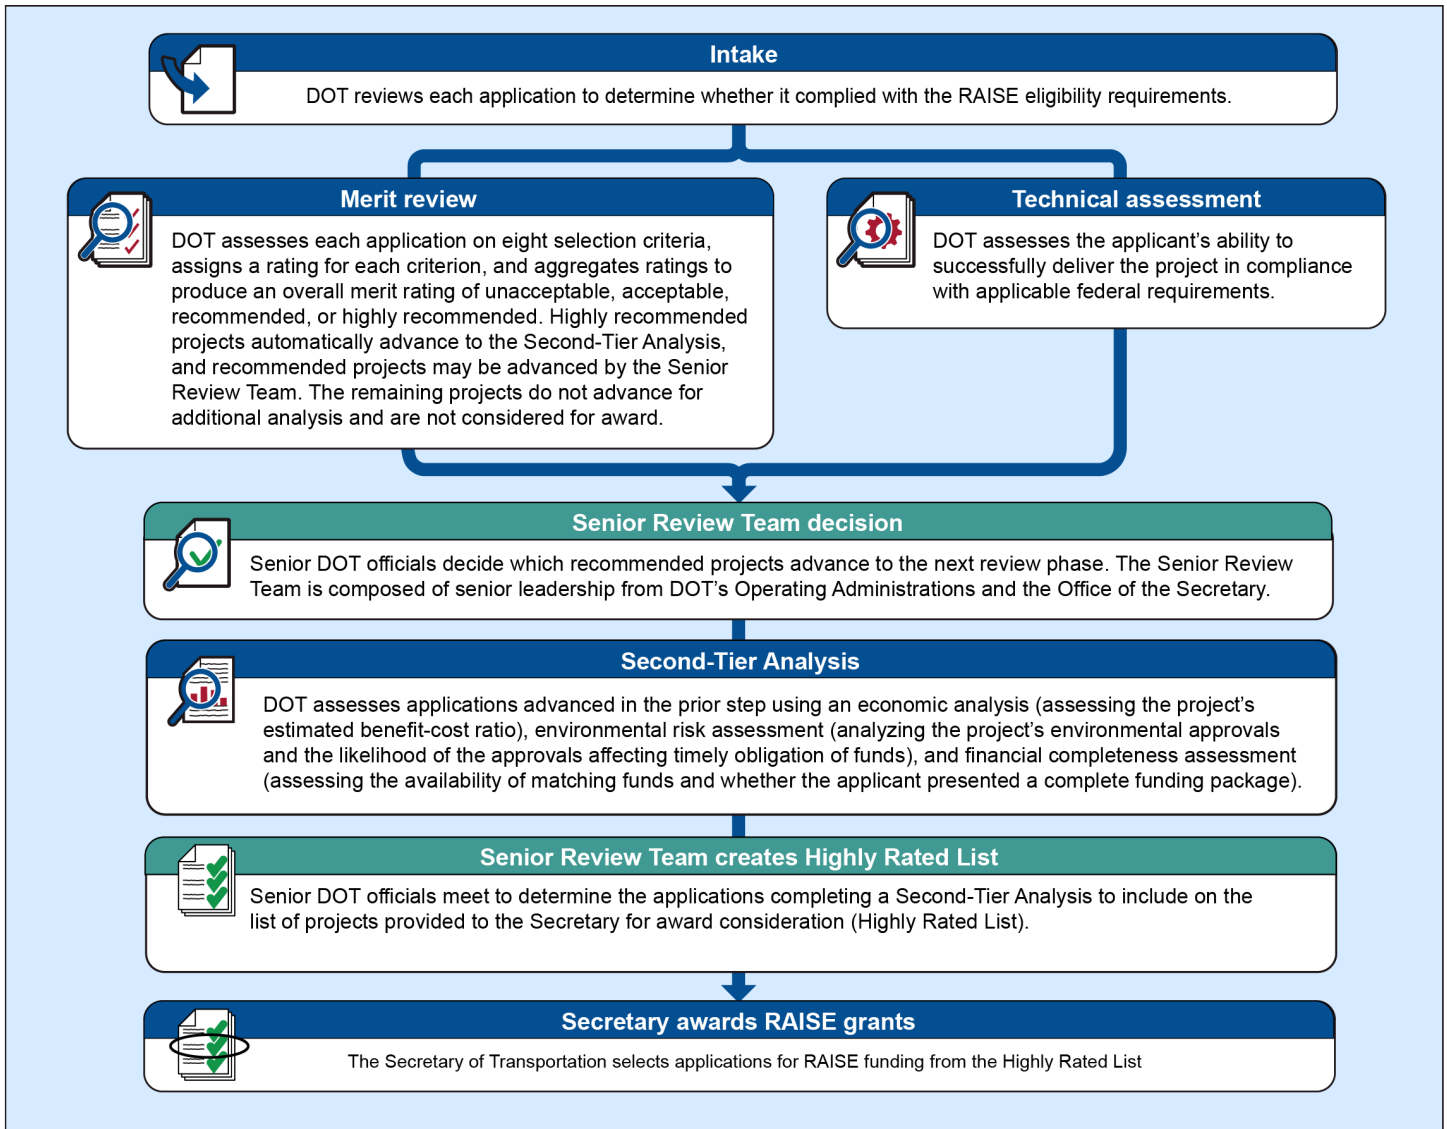 Intake
DOT reviews each application to determine whether it complied with the RAISE eligibility requirements.
Merit review
DOT assesses each application on eight selection criteria,
assigns a rating for each criterion, and aggregates ratings to
produce an overall merit rating of unacceptable, acceptable,
recommended, or highly recommended. Highly recommended
projects automatically advance to the Second-Tier Analysis,
and recommended projects may be advanced by the Senior
Review Team. The remaining projects do not advance for
additional analysis and are not considered for award.
Technical assessment
DOT assesses the applicant’s ability to
successfully deliver the project in compliance
with applicable federal requirements.
Senior Review Team decision
Senior DOT officials decide which recommended projects advance to the next review phase. The Senior Review
Team is composed of senior leadership from DOT’s Operating Administrations and the Office of the Secretary.
Second-Tier Analysis
DOT assesses applications advanced in the prior step using an economic analysis (assessing the project’s
estimated benefit-cost ratio), environmental risk assessment (analyzing the project’s environmental approvals
and the likelihood of the approvals affecting timely obligation of funds), and financial completeness assessment
(assessing the availability of matching funds and whether the applicant presented a complete funding package).
Senior Review Team creates Highly Rated List
Senior DOT officials meet to determine the applications completing a Second-Tier Analysis to include on the
list of projects provided to the Secretary for award consideration (Highly Rated List).
Secretary awards RAISE grants
The Secretary of Transportation selects applications for RAISE funding from the Highly Rated List